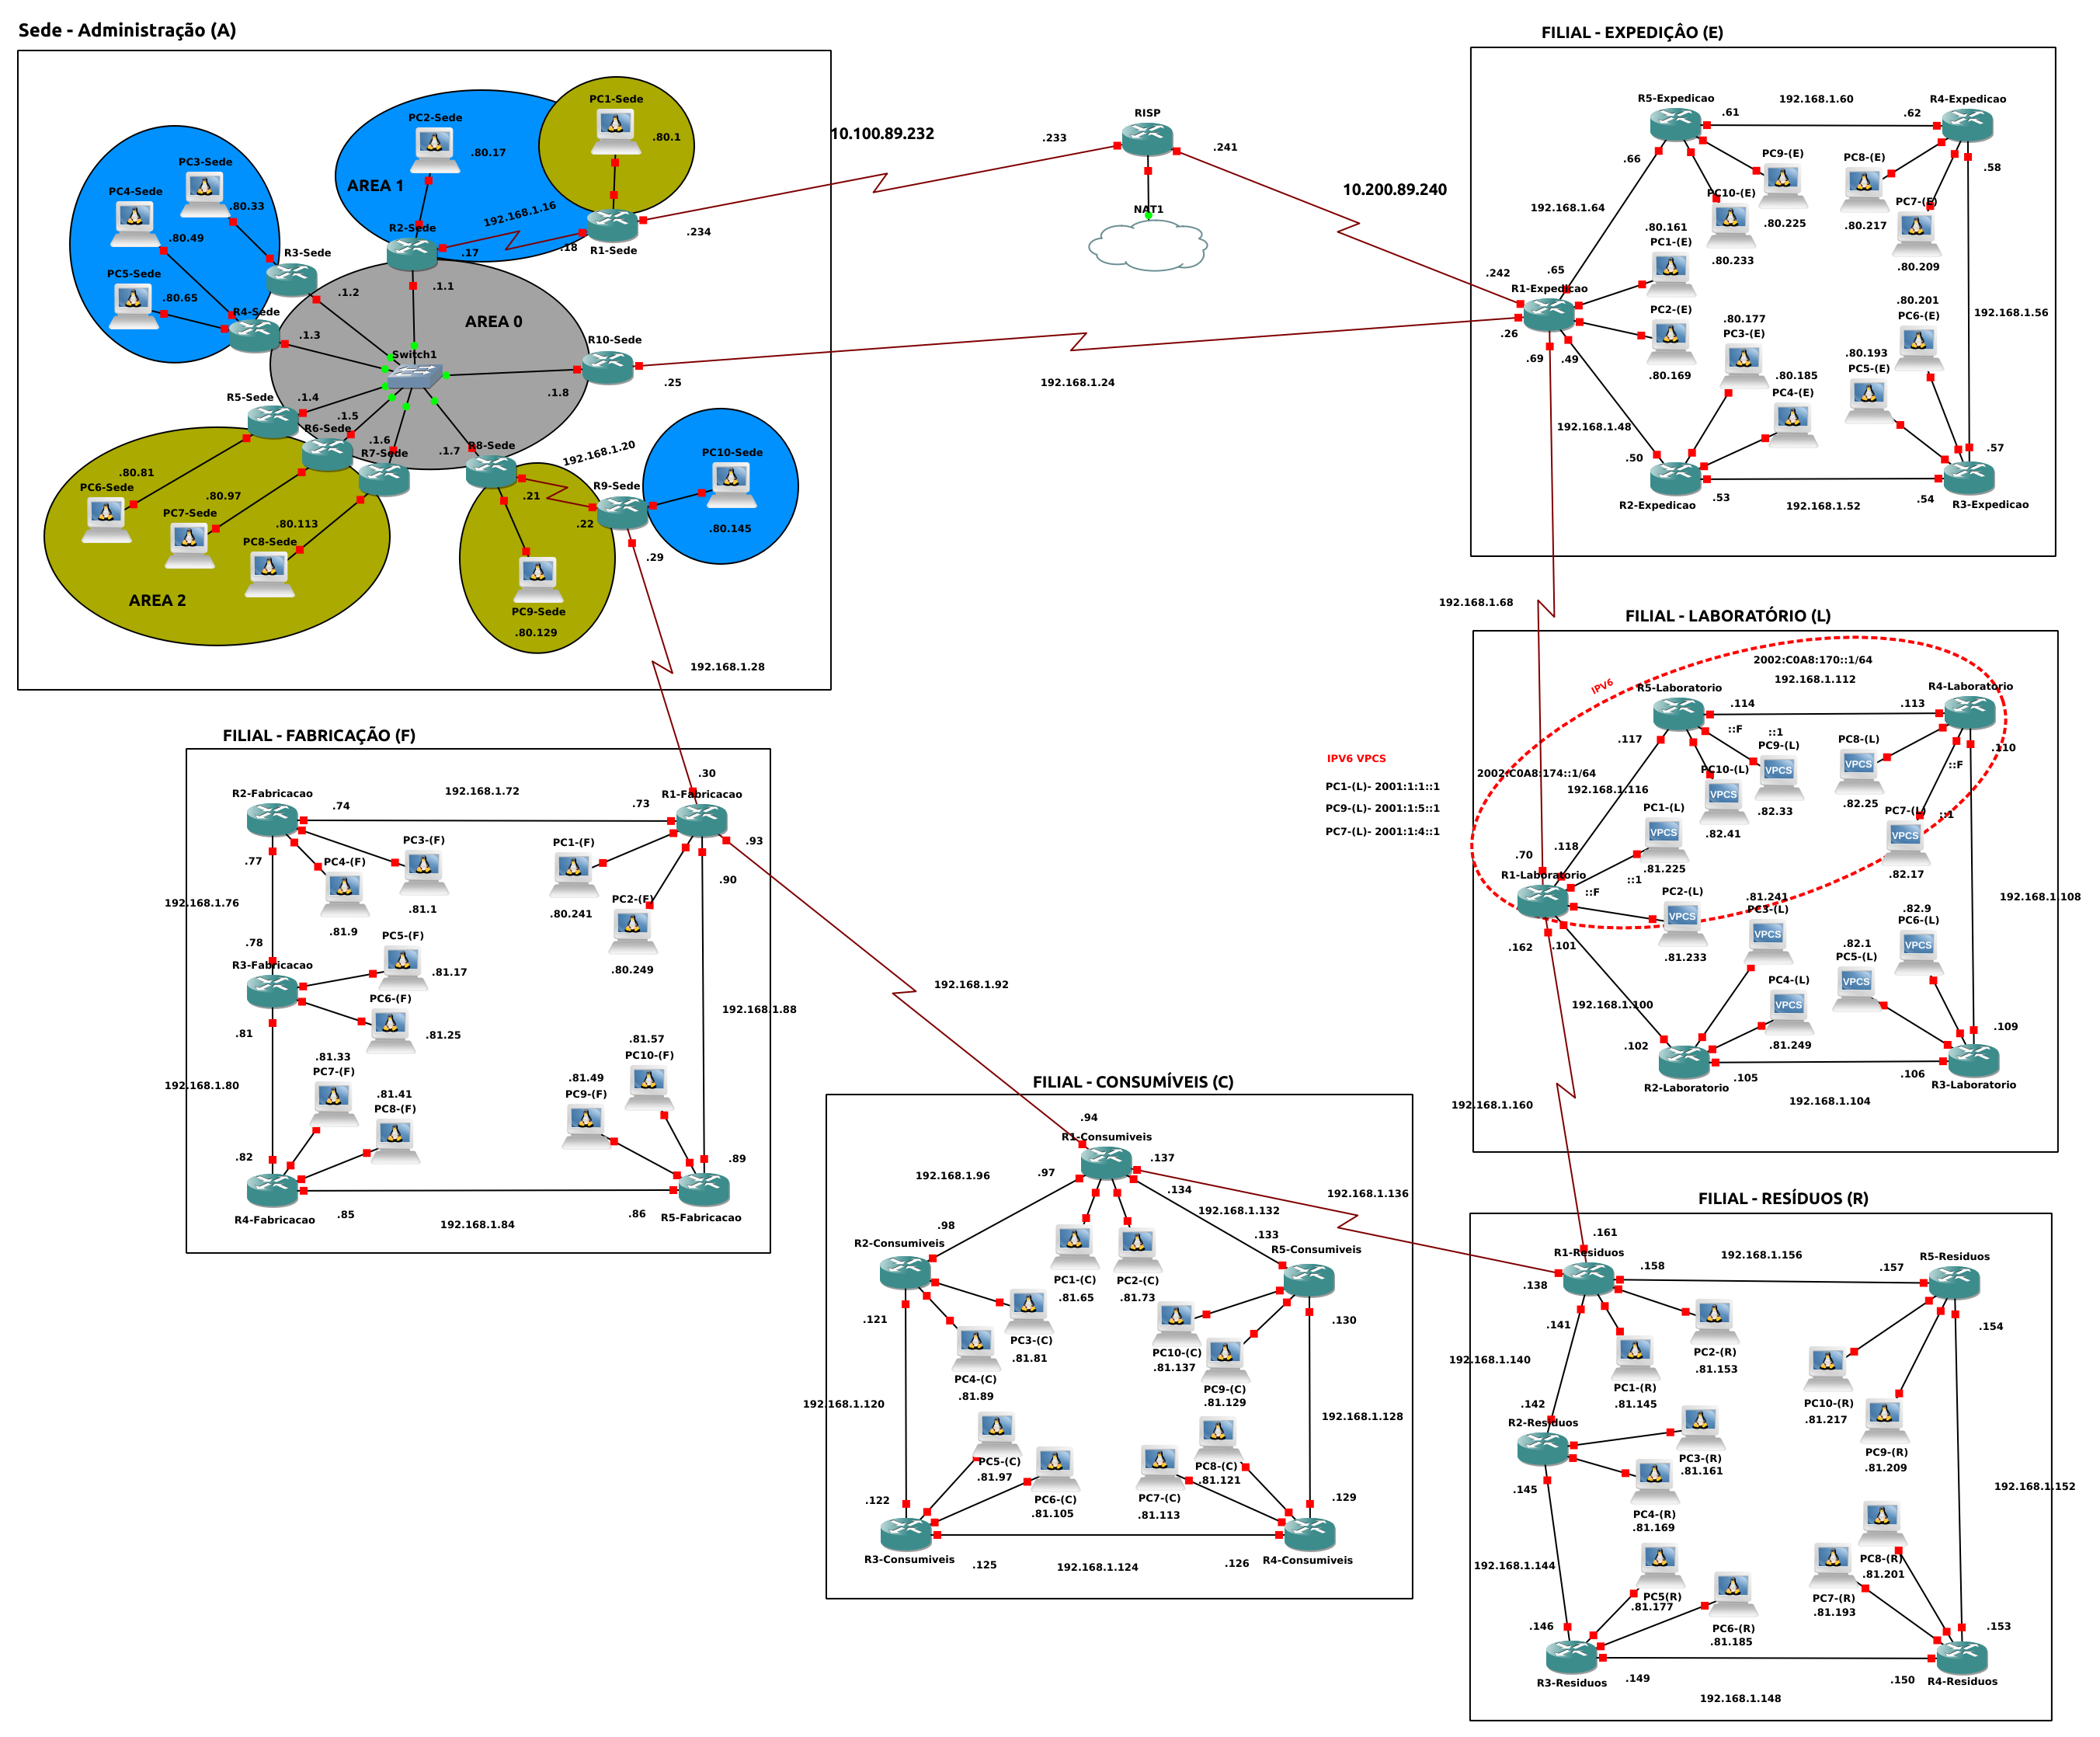 Sede - Administração (A)
PC1-Sede
.80.1
PC2-Sede
.80.17
AREA 1
192.168.1.16
R2-Sede
.17
.18
R1-Sede
.234
PC3-Sede
.80.33
PC4-Sede
.80.49
PC5-Sede
.80.65
R3-Sede
R4-Sede
.1.2
.1.1
.1.3
AREA 0
Switch1
R10-Sede
.25
.1.8
R5-Sede
.1.4
.1.5
R6-Sede
.1.6
R7-Sede
.1.7
R8-Sede
192.168.1.20
.21
R9-Sede
.22
.29
PC10-Sede
.80.145
PC6-Sede
.80.81
PC7-Sede
.80.97
PC8-Sede
.80.113
AREA 2
PC9-Sede
.80.129
192.168.1.28
10.100.89.232
.233
RISP
.241
NAT1
10.200.89.240
192.168.1.24
FILIAL - EXPEDIÇÂO (E)
R5-Expedicao
.61
192.168.1.60
.62
R4-Expedicao
.66
PC9-(E)
.80.225
PC10-(E)
.80.233
PC8-(E)
.80.217
PC7-(E)
.80.209
.58
192.168.1.64
.80.161
PC1-(E)
.242
.65
R1-Expedicao
.26
.69
.49
PC2-(E)
.80.169
.80.177
PC3-(E)
.80.185
PC4-(E)
.80.201
PC6-(E)
.80.193
PC5-(E)
192.168.1.56
192.168.1.48
.50
R2-Expedicao
.53
192.168.1.52
.54
.57
R3-Expedicao
192.168.1.68
FILIAL - LABORATÓRIO (L)
IPV6
2002:C0A8:170::1/64
192.168.1.112
R5-Laboratorio
.114
.113
R4-Laboratorio
.117
::F
::1
PC9-(L)
VPCS
.82.33
PC10-(L)
VPCS
.82.41
PC8-(L)
VPCS
.82.25
::F
.110
PC7-(L)
::1
VPCS
.82.17
2002:C0A8:174::1/64
192.168.1.116
PC1-(L)
VPCS
.81.225
.70
.118
R1-Laboratorio
::F
::1
PC2-(L)
VPCS
.81.233
.162
.101
.81.241
PC3-(L)
VPCS
PC4-(L)
VPCS
.81.249
.82.9
PC6-(L)
VPCS
.82.1
PC5-(L)
VPCS
192.168.1.108
192.168.1.100
.102
R2-Laboratorio
.105
192.168.1.104
.106
.109
R3-Laboratorio
192.168.1.160
IPV6 VPCS
PC1-(L)- 2001:1:1::1
PC9-(L)- 2001:1:5::1
PC7-(L)- 2001:1:4::1
FILIAL - FABRICAÇÃO (F)
R2-Fabricacao
.74
192.168.1.72
.73
.30
R1-Fabricacao
.93
.77
PC3-(F)
.81.1
PC4-(F)
.81.9
PC1-(F)
.80.241
PC2-(F)
.80.249
.90
192.168.1.76
.78
R3-Fabricacao
PC5-(F)
.81.17
PC6-(F)
.81.25
.81
192.168.1.88
192.168.1.80
.81.33
PC7-(F)
.81.41
PC8-(F)
.81.57
PC10-(F)
.81.49
PC9-(F)
.82
R4-Fabricacao
.85
192.168.1.84
.86
.89
R5-Fabricacao
192.168.1.92
FILIAL - CONSUMÍVEIS (C)
.94
R1-Consumiveis
.137
.97
192.168.1.96
.134
192.168.1.132
192.168.1.136
.98
R2-Consumiveis
.133
R5-Consumiveis
PC1-(C)
.81.65
PC2-(C)
.81.73
.121
PC3-(C)
.81.81
PC4-(C)
.81.89
PC10-(C)
.81.137
PC9-(C)
.81.129
.130
192.168.1.120
192.168.1.128
PC5-(C)
.81.97
PC6-(C)
.81.105
PC8-(C)
.81.121
PC7-(C)
.81.113
.122
R3-Consumiveis
.125
192.168.1.124
.126
.129
R4-Consumiveis
FILIAL - RESÍDUOS (R)
.161
R1-Residuos
.138
.158
192.168.1.156
.157
R5-Residuos
.141
PC2-(R)
.81.153
PC1-(R)
.81.145
.154
192.168.1.140
PC10-(R)
.81.217
PC9-(R)
.81.209
.142
R2-Residuos
PC3-(R)
.81.161
PC4-(R)
.81.169
.145
192.168.1.152
192.168.1.144
PC5(R)
.81.177
PC6-(R)
.81.185
PC8-(R)
.81.201
PC7-(R)
.81.193
.146
R3-Residuos
.149
192.168.1.148
.150
.153
R4-Residuos